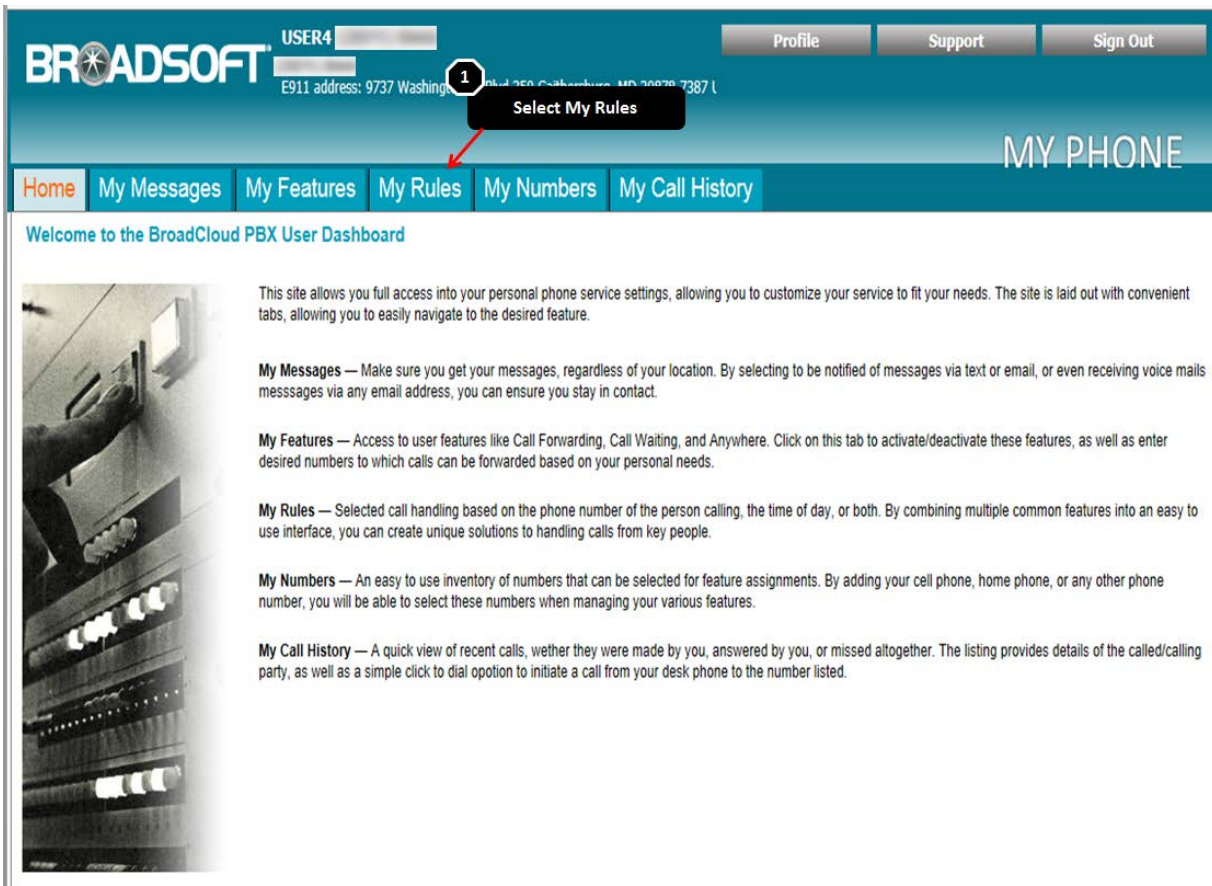 BROADSOFT
USER4
E911 address: 9737 Washing
7387 U
Profile
Support
Sign Out
1
Select My Rules
MY PHONE
Home
My Messages
My Features
My Rules
My Numbers
My Call History
Welcome to the BroadCloud PBX User Dashboard
This site allows you full access into your personal phone service settings, allowing you to customize your service to fit your needs. The site is laid out with convenient
tabs, allowing you to easily navigate to the desired feature.
My Messages — Make sure you get your messages, regardless of your location. By selecting to be notified of messages via text or email, or even receiving voice mails
messsages via any email address, you can ensure you stay in contact.
My Features — Access to user features like Call Forwarding, Call Waiting, and Anywhere. Click on this tab to activate/deactivate these features, as well as enter
desired numbers to which calls can be forwarded based on your personal needs.
My Rules — Selected call handling based on the phone number of the person calling, the time of day, or both. By combining multiple common features into an easy to
use interface, you can create unique solutions to handling calls from key people.
My Numbers — An easy to use inventory of numbers that can be selected for feature assignments. By adding your cell phone, home phone, or any other phone
number, you will be able to select these numbers when managing your various features.
My Call History — A quick view of recent calls, wether they were made by you, answered by you, or missed altogether. The listing provides details of the called/calling
party, as well as a simple click to dial opotion to initiate a call from your desk phone to the number listed.